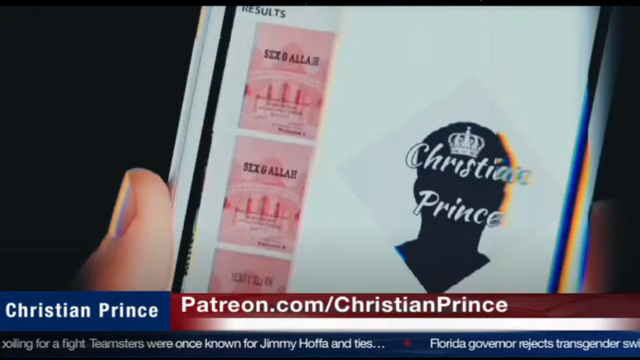 RESULTS
SEX & ALLAH
SEX & ALLAH
Christian
Prince
Christian Prince
Patreon.com/ChristianPrince
boiling for a fight Teamsters were once known for Jimmy Hoffa and ties... Florida governor rejects transgender swi